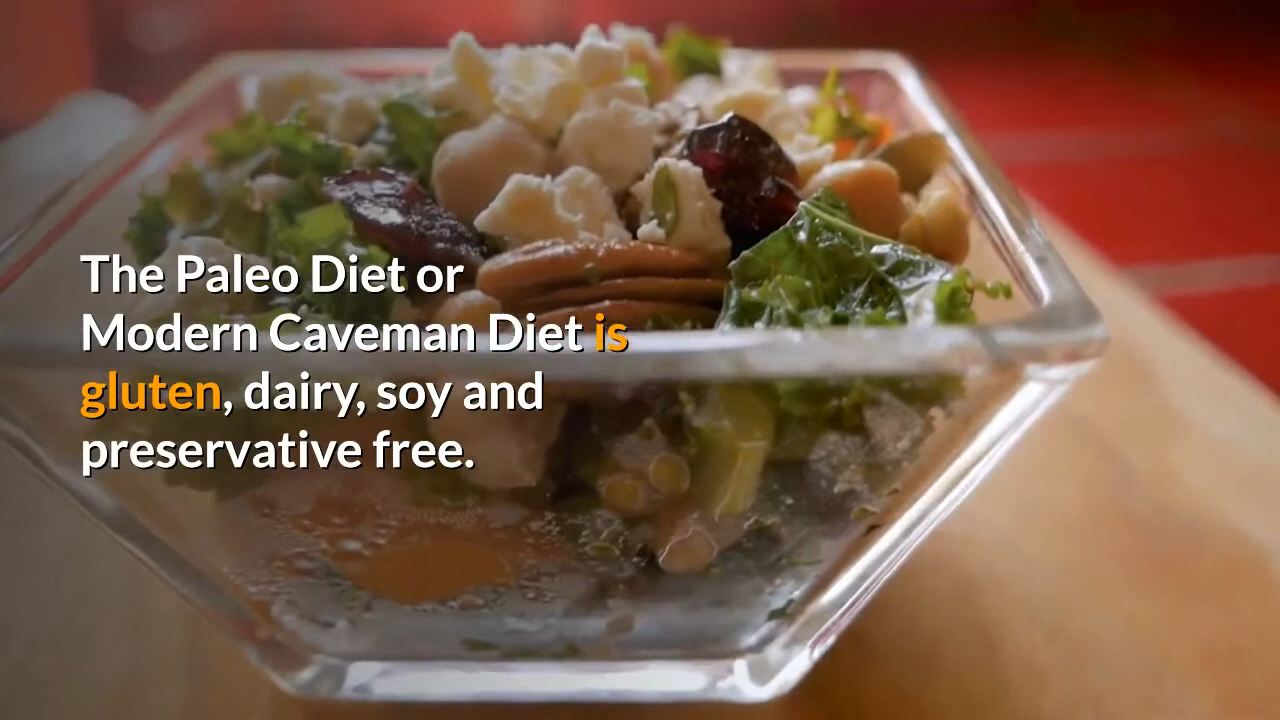 The Paleo Diet or
Modern Caveman Diet is
gluten, dairy, soy and
preservative free.